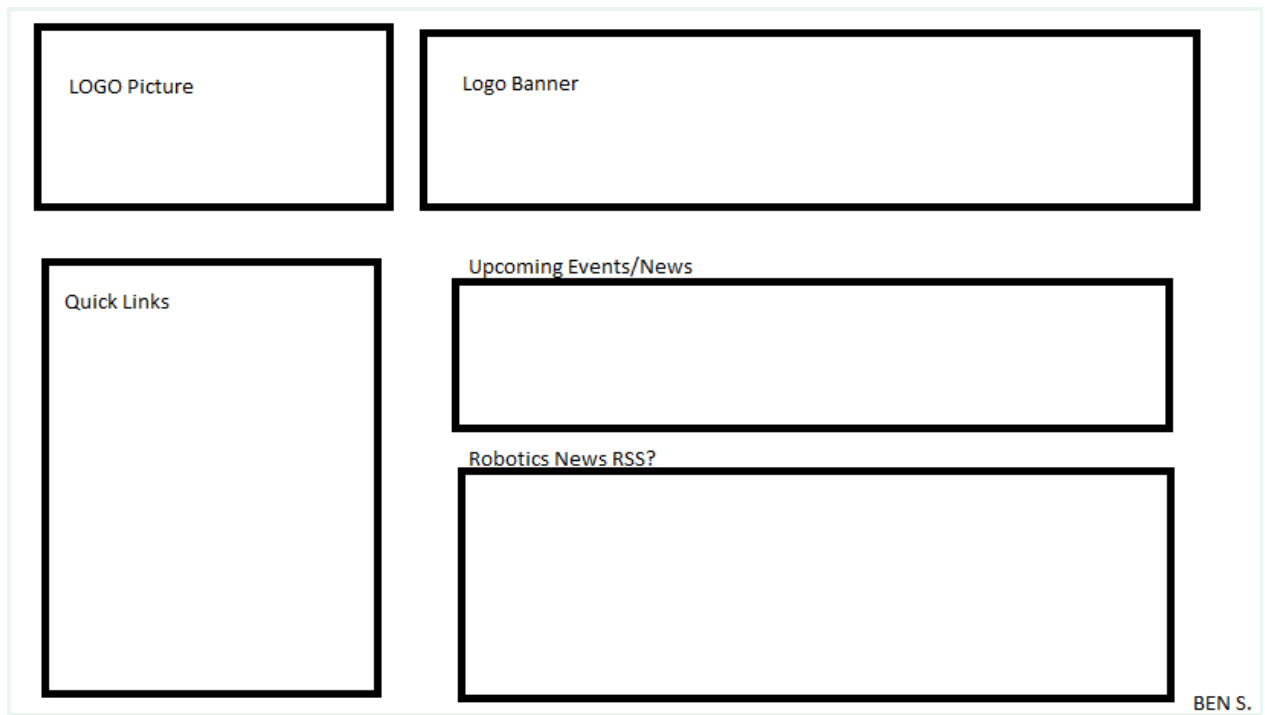 LOGO Picture
Logo Banner
Quick Links
Upcoming Events/News
Robotics News RSS?
BEN S.